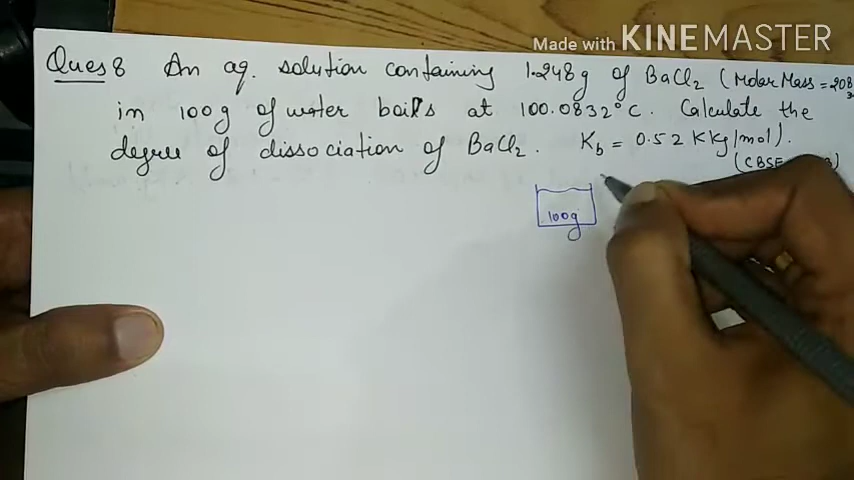 Made with KINEMASTER
Ques 8 An aq. solution containing 1.248g of BaCl₂ (Molar Mass = 208
in 100g of water boils at 100.0832°C. Calculate the
degree of dissociation of BaCl₂. K_b = 0.52 K Kg/mol).
(CBSE
100g